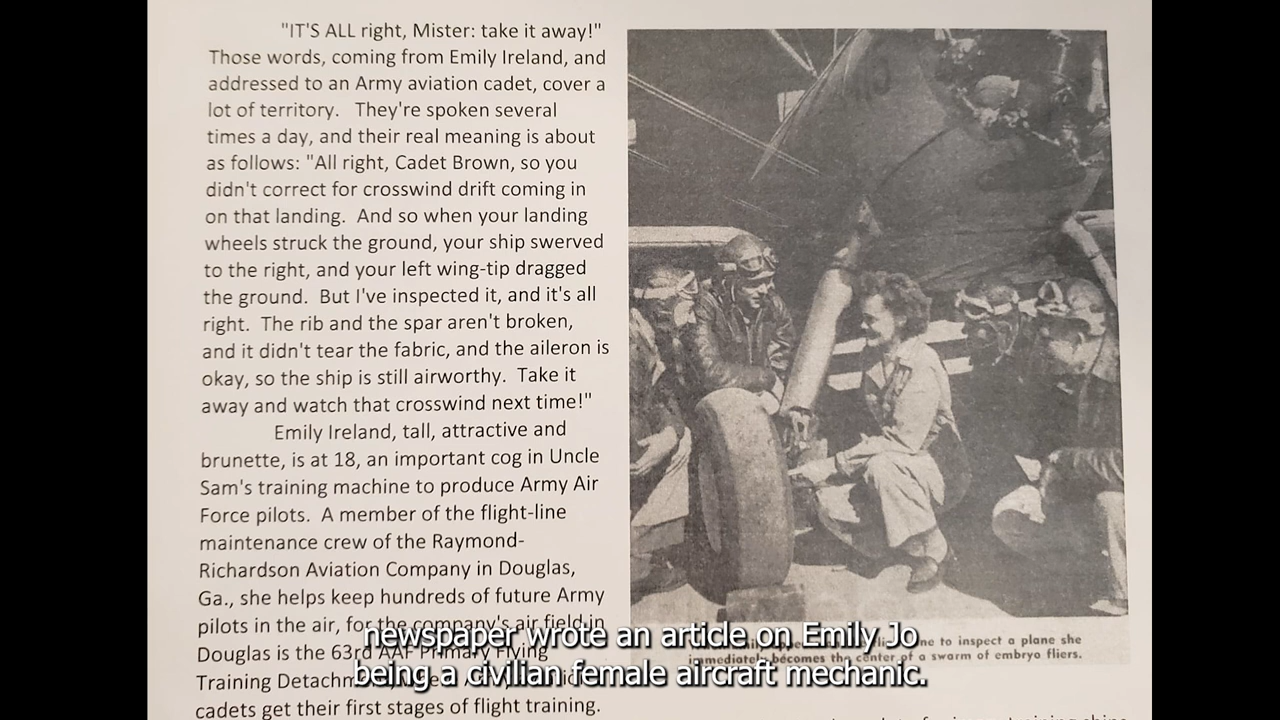 "IT'S ALL right, Mister: take it away!"
Those words, coming from Emily Ireland, and
addressed to an Army aviation cadet, cover a
lot of territory. They're spoken several
times a day, and their real meaning is about
as follows: "All right, Cadet Brown, so you
didn't correct for crosswind drift coming in
on that landing. And so when your landing
wheels struck the ground, your ship swerved
to the right, and your left wing-tip dragged
the ground. But I've inspected it, and it's all
right. The rib and the spar aren't broken,
and it didn't tear the fabric, and the aileron is
okay, so the ship is still airworthy. Take it
away and watch that crosswind next time!"
Emily Ireland, tall, attractive and
brunette, is at 18, an important cog in Uncle
Sam's training machine to produce Army Air
Force pilots. A member of the flight-line
maintenance crew of the Raymond-
Richardson Aviation Company in Douglas,
Ga., she helps keep hundreds of future Army
pilots in the air, for the company's air field in
Douglas is the 63rd AAF Primary Flying
Training
cadets get their first stages of flight training.
to inspect a plane she
immediately becomes the center of a swarm of embryo fliers.
newspaper wrote an article on Emily Jo
being a civilian female aircraft mechanic.